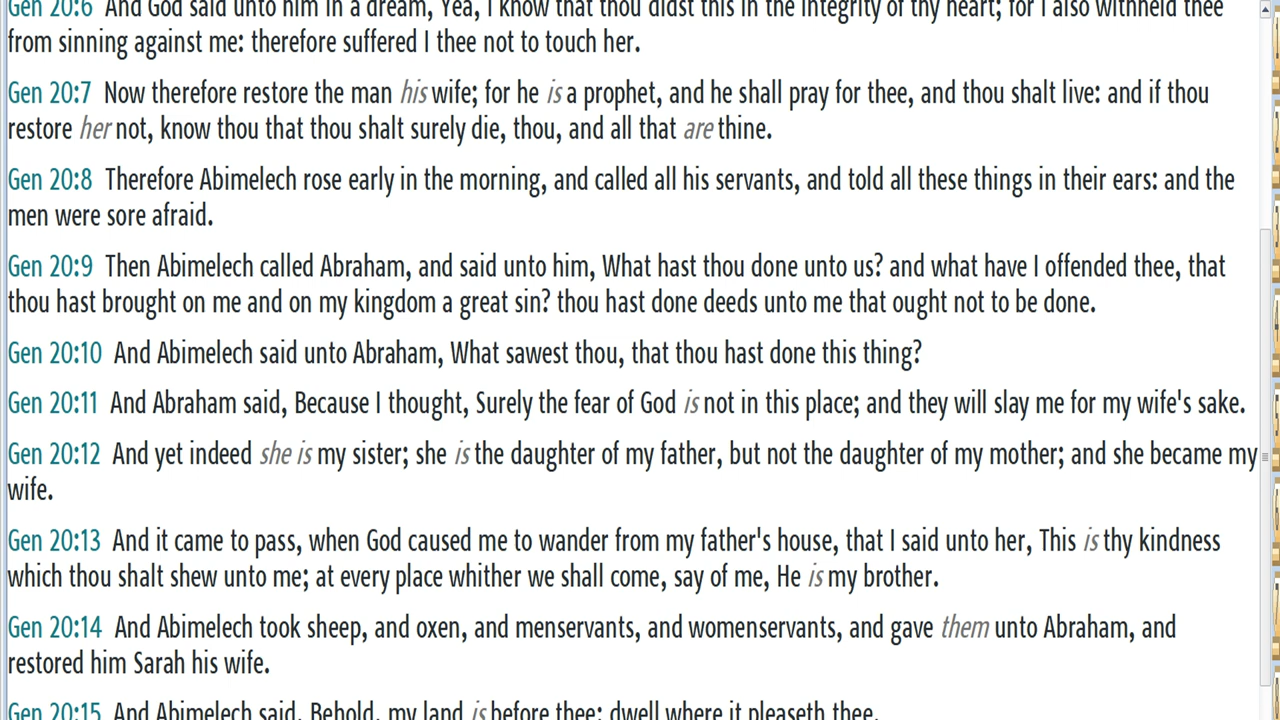 Gen 20:6 And God said unto him in a dream, Yea, I know that thou didst this in the integrity of thy heart; for I also withheld thee
from sinning against me: therefore suffered I thee not to touch her.
Gen 20:7 Now therefore restore the man his wife; for he is a prophet, and he shall pray for thee, and thou shalt live: and if thou
restore her not, know thou that thou shalt surely die, thou, and all that are thine.
Gen 20:8 Therefore Abimelech rose early in the morning, and called all his servants, and told all these things in their ears: and the
men were sore afraid.
Gen 20:9 Then Abimelech called Abraham, and said unto him, What hast thou done unto us? and what have I offended thee, that
thou hast brought on me and on my kingdom a great sin? thou hast done deeds unto me that ought not to be done.
Gen 20:10 And Abimelech said unto Abraham, What sawest thou, that thou hast done this thing?
Gen 20:11 And Abraham said, Because I thought, Surely the fear of God is not in this place; and they will slay me for my wife's sake.
Gen 20:12 And yet indeed she is my sister; she is the daughter of my father, but not the daughter of my mother; and she became my
wife.
Gen 20:13 And it came to pass, when God caused me to wander from my father's house, that I said unto her, This is thy kindness
which thou shalt shew unto me; at every place whither we shall come, say of me, He is my brother.
Gen 20:14 And Abimelech took sheep, and oxen, and menservants, and womenservants, and gave them unto Abraham, and
restored him Sarah his wife.
Gen 20:15 And Abimelech said, Behold, my land is before thee: dwell where it pleaseth thee.